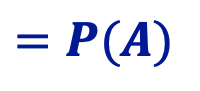 = P(A)